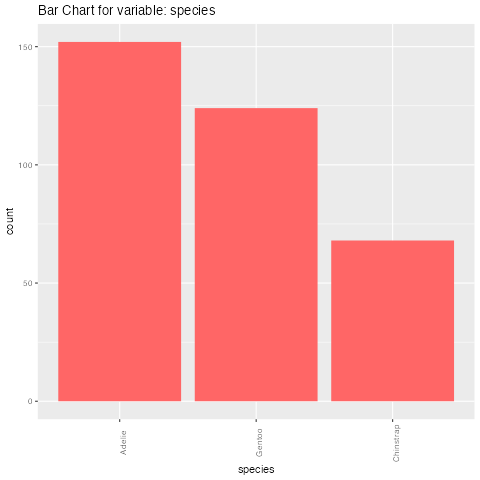 Bar Chart for variable: species
150
100
50
0
count
Adelie
Gentoo
Chinstrap
species